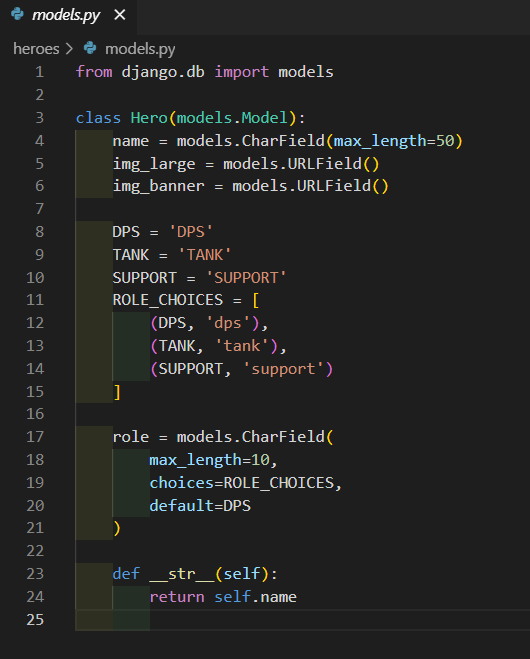 models.py ×
heroes > models.py
1 from django.db import models
2
3 class Hero(models.Model):
4     name = models.CharField(max_length=50)
5     img_large = models.URLField()
6     img_banner = models.URLField()
7
8     DPS = 'DPS'
9     TANK = 'TANK'
10     SUPPORT = 'SUPPORT'
11     ROLE_CHOICES = [
12         (DPS, 'dps'),
13         (TANK, 'tank'),
14         (SUPPORT, 'support')
15     ]
16
17     role = models.CharField(
18         max_length=10,
19         choices=ROLE_CHOICES,
20         default=DPS
21     )
22
23     def __str__(self):
24         return self.name
25